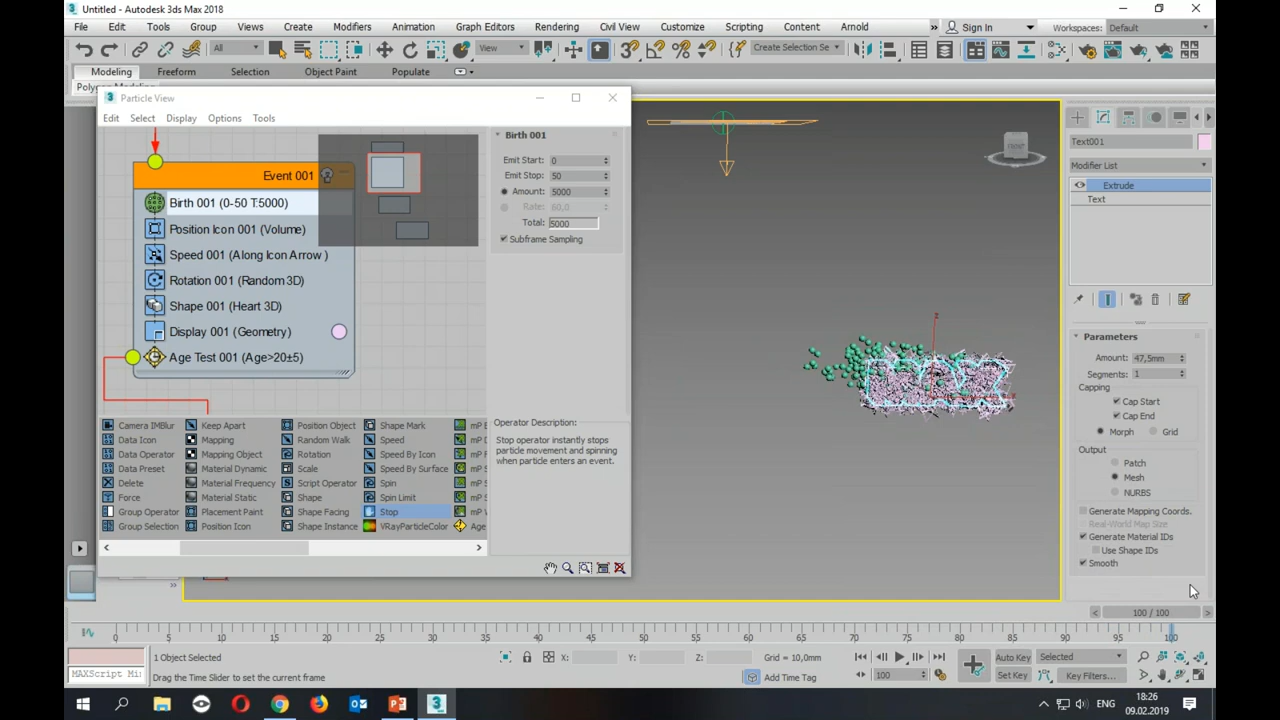 Untitled - Autodesk 3ds Max 2018
File Edit Tools Group Views Create Modifiers Animation Graph Editors Rendering Civil View Customize Scripting Content Arnold » Sign In Workspaces: Default
All View Create Selection Se
Modeling Freeform Selection Object Paint Populate
Particle View
Edit Select Display Options Tools
Event 001
Birth 001 (0-50 T:5000)
Position Icon 001 (Volume)
Speed 001 (Along Icon Arrow )
Rotation 001 (Random 3D)
Shape 001 (Heart 3D)
Display 001 (Geometry)
Age Test 001 (Age>20±5)
Birth 001
Emit Start: 0
Emit Stop: 50
Amount: 5000
Rate: 60,0
Total: 5000
Subframe Sampling
Camera IMBlur Keep Apart Position Object Shape Mark
Data Icon Mapping Random Walk Speed
Data Operator Mapping Object Rotation Speed By Icon
Data Preset Material Dynamic Scale Speed By Surface
Delete Material Frequency Script Operator Spin
Force Material Static Shape Spin Limit
Group Operator Placement Paint Shape Facing Stop
Group Selection Position Icon Shape Instance VRayParticleColor Age
Operator Description:
Stop operator instantly stops
particle movement and spinning
when particle enters an event.
FRONT
z
Text001
Modifier List
Extrude
Text
Parameters
Amount: 47,5mm
Segments: 1
Capping
Cap Start
Cap End
Morph Grid
Output
Patch
Mesh
NURBS
Generate Mapping Coords.
Real-World Map Size
Generate Material IDs
Use Shape IDs
Smooth
100 / 100
0 5 10 15 20 25 30 35 40 45 50 55 60 65 70 75 80 85 90 95 100
1 Object Selected X: Y: Z: Grid = 10,0mm Auto Key Selected
MAXScript Mi Drag the Time Slider to set the current frame Add Time Tag 100 Set Key Key Filters...
ENG 18:26
09.02.2019